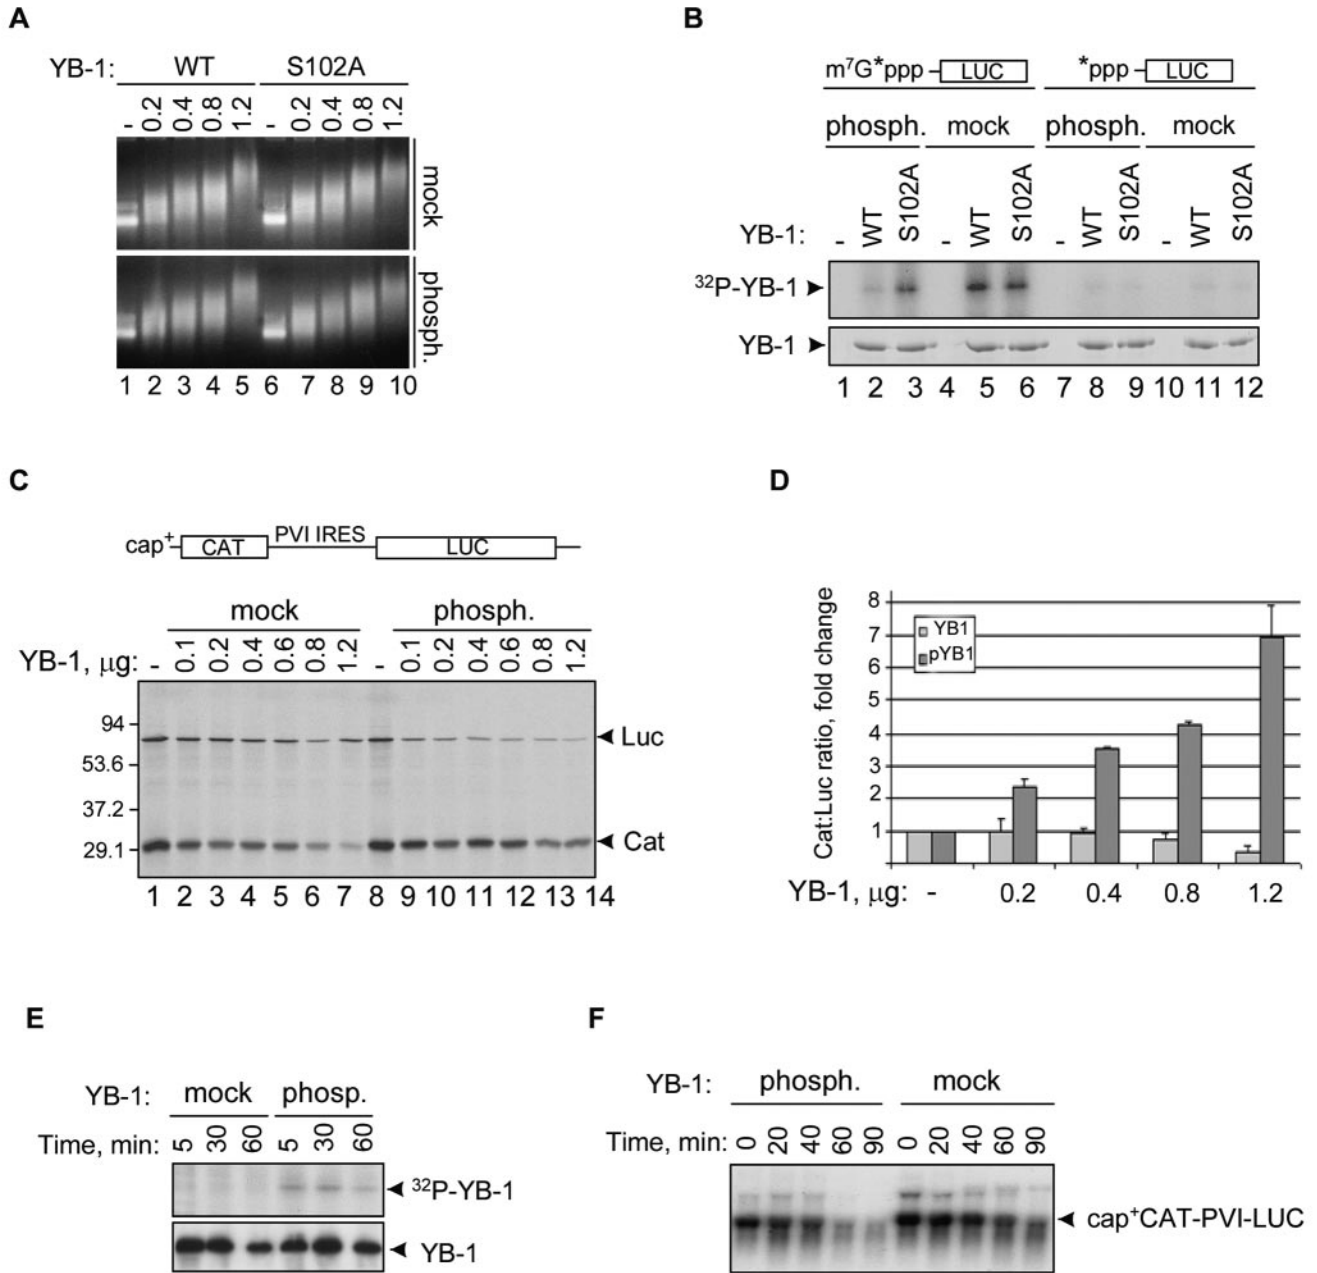 A
YB-1: WT S102A
- 0.2 0.4 0.8 1.2 - 0.2 0.4 0.8 1.2
mock
phosph.
1 2 3 4 5 6 7 8 9 10
B
m⁷G*ppp LUC *ppp LUC
phosph. mock phosph. mock
YB-1: - WT S102A - WT S102A - WT S102A - WT S102A
³²P-YB-1
YB-1
1 2 3 4 5 6 7 8 9 10 11 12
C
cap⁺ CAT PVI IRES LUC
mock phosph.
YB-1, µg: - 0.1 0.2 0.4 0.6 0.8 1.2 - 0.1 0.2 0.4 0.6 0.8 1.2
94
53.6
37.2
29.1
Luc
Cat
1 2 3 4 5 6 7 8 9 10 11 12 13 14
D
Cat:Luc ratio, fold change
8
7
6
5
4
3
2
1
YB1
pYB1
YB-1, µg: - 0.2 0.4 0.8 1.2
E
YB-1: mock phosp.
Time, min: 5 30 60 5 30 60
³²P-YB-1
YB-1
F
YB-1: phosph. mock
Time, min: 0 20 40 60 90 0 20 40 60 90
cap⁺CAT-PVI-LUC